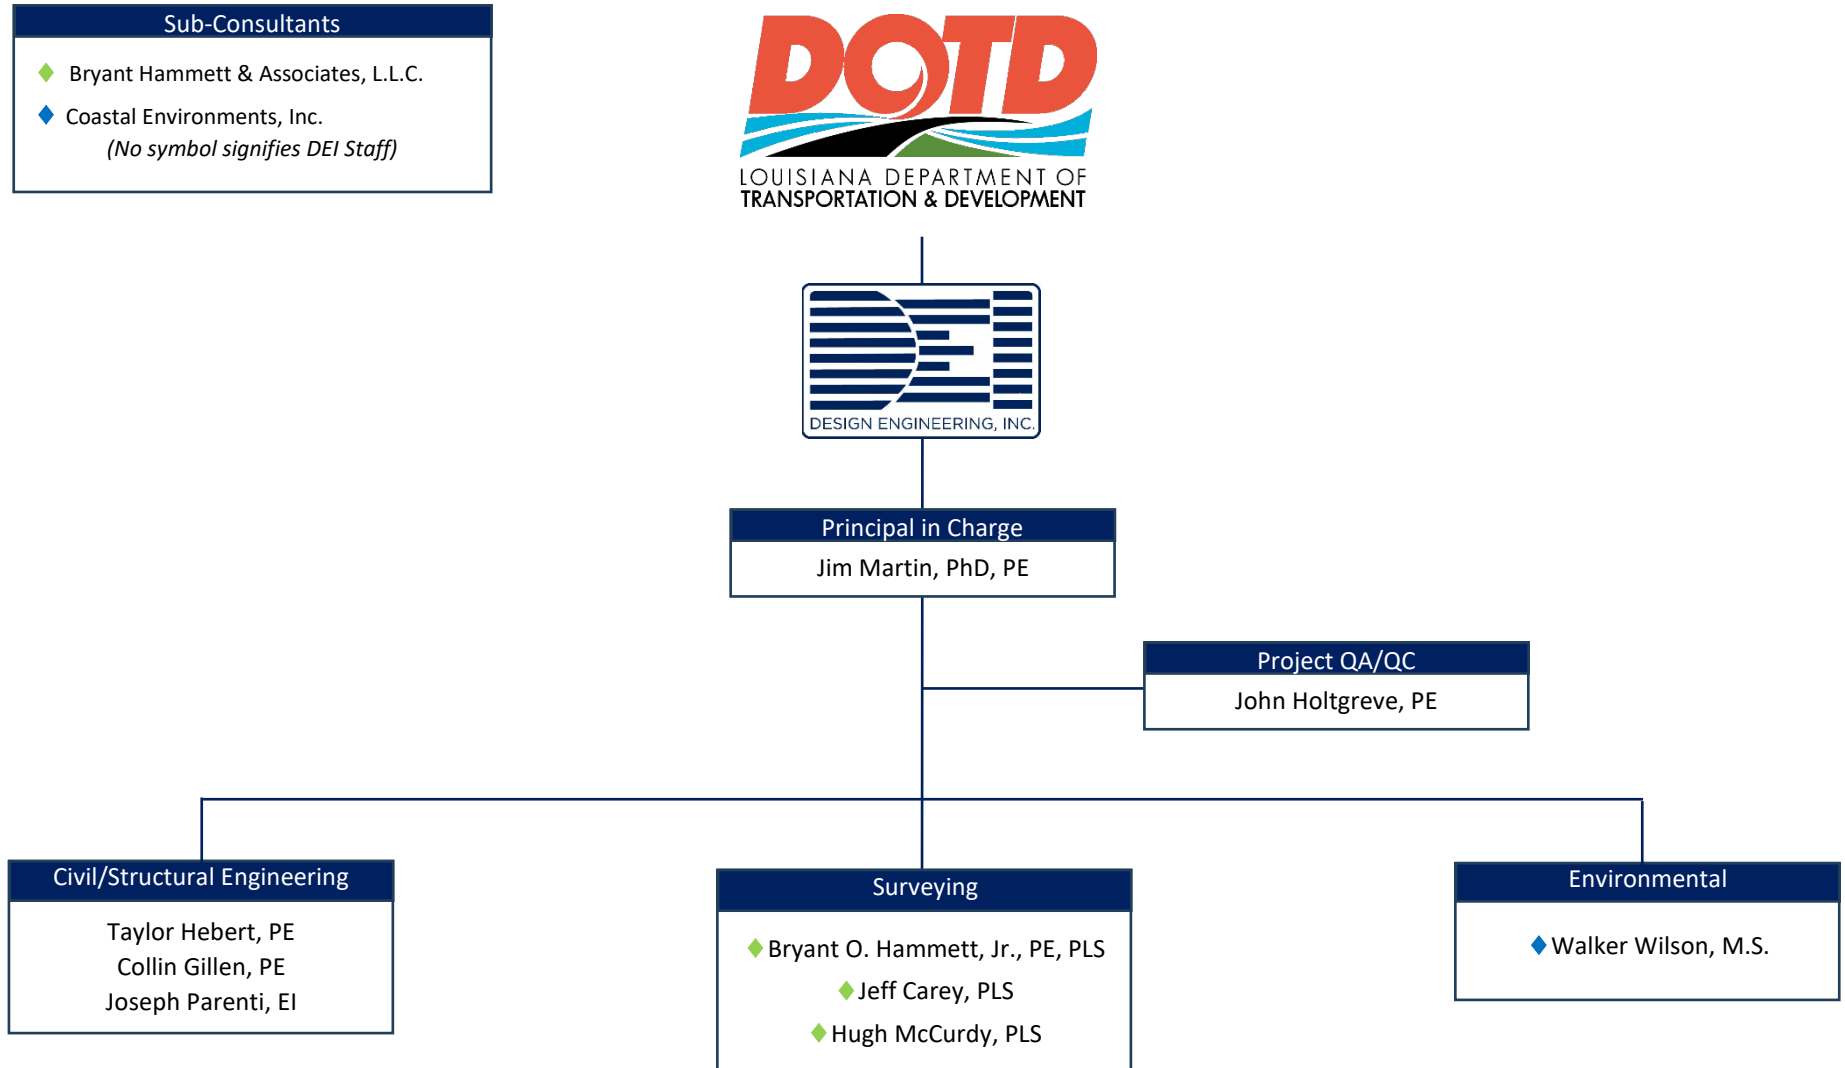 Sub-Consultants
Bryant Hammett & Associates, L.L.C.
Coastal Environments, Inc.
(No symbol signifies DEI Staff)
DOTD
LOUISIANA DEPARTMENT OF
TRANSPORTATION & DEVELOPMENT
DEI
DESIGN ENGINEERING, INC.
Principal in Charge
Jim Martin, PhD, PE
Project QA/QC
John Holtgreve, PE
Civil/Structural Engineering
Taylor Hebert, PE
Collin Gillen, PE
Joseph Parenti, EI
Surveying
Bryant O. Hammett, Jr., PE, PLS
Jeff Carey, PLS
Hugh McCurdy, PLS
Environmental
Walker Wilson, M.S.